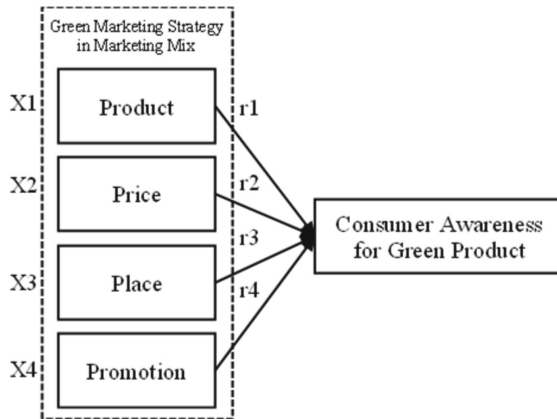 Green Marketing Strategy
in Marketing Mix
X1
Product
r1
X2
Price
r2
Consumer Awareness
for Green Product
r3
X3
Place
r4
X4
Promotion